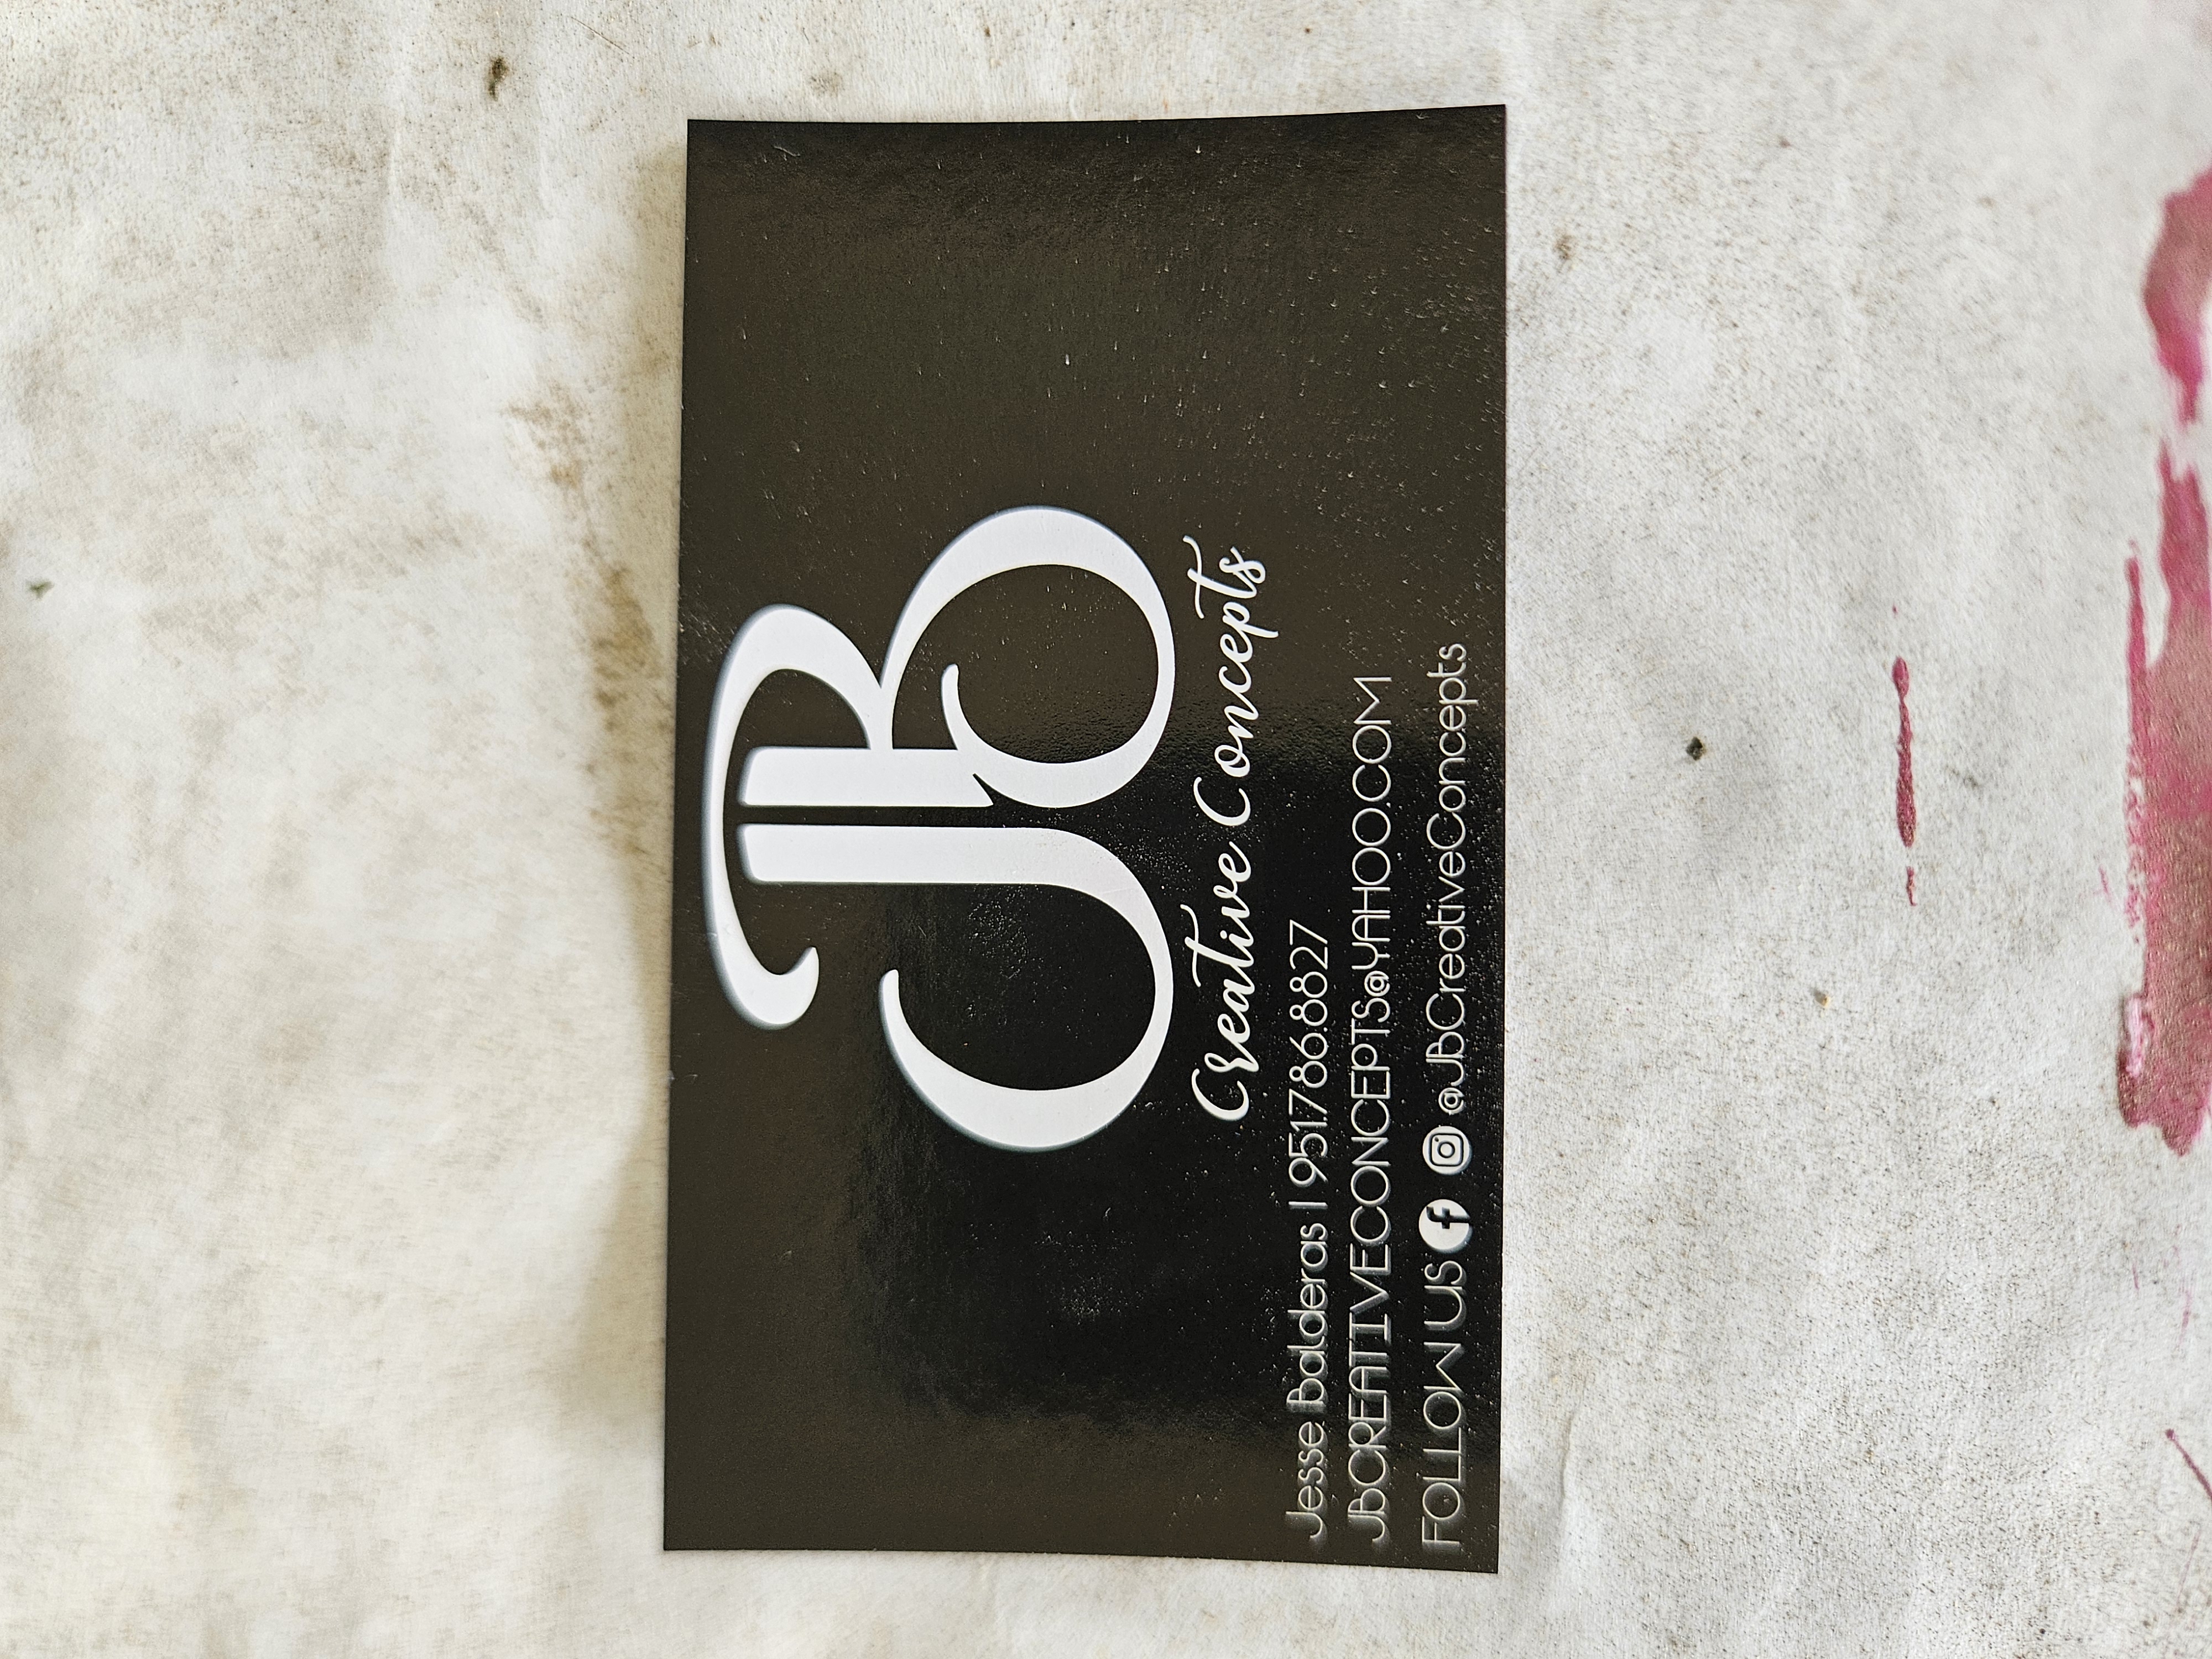 JB
Creative Concepts
Jesse Balderas | 951.786.8827
JBCREATIVECONCEPTS@YAHOO.COM
FOLLOW US @JBCreativeConcepts